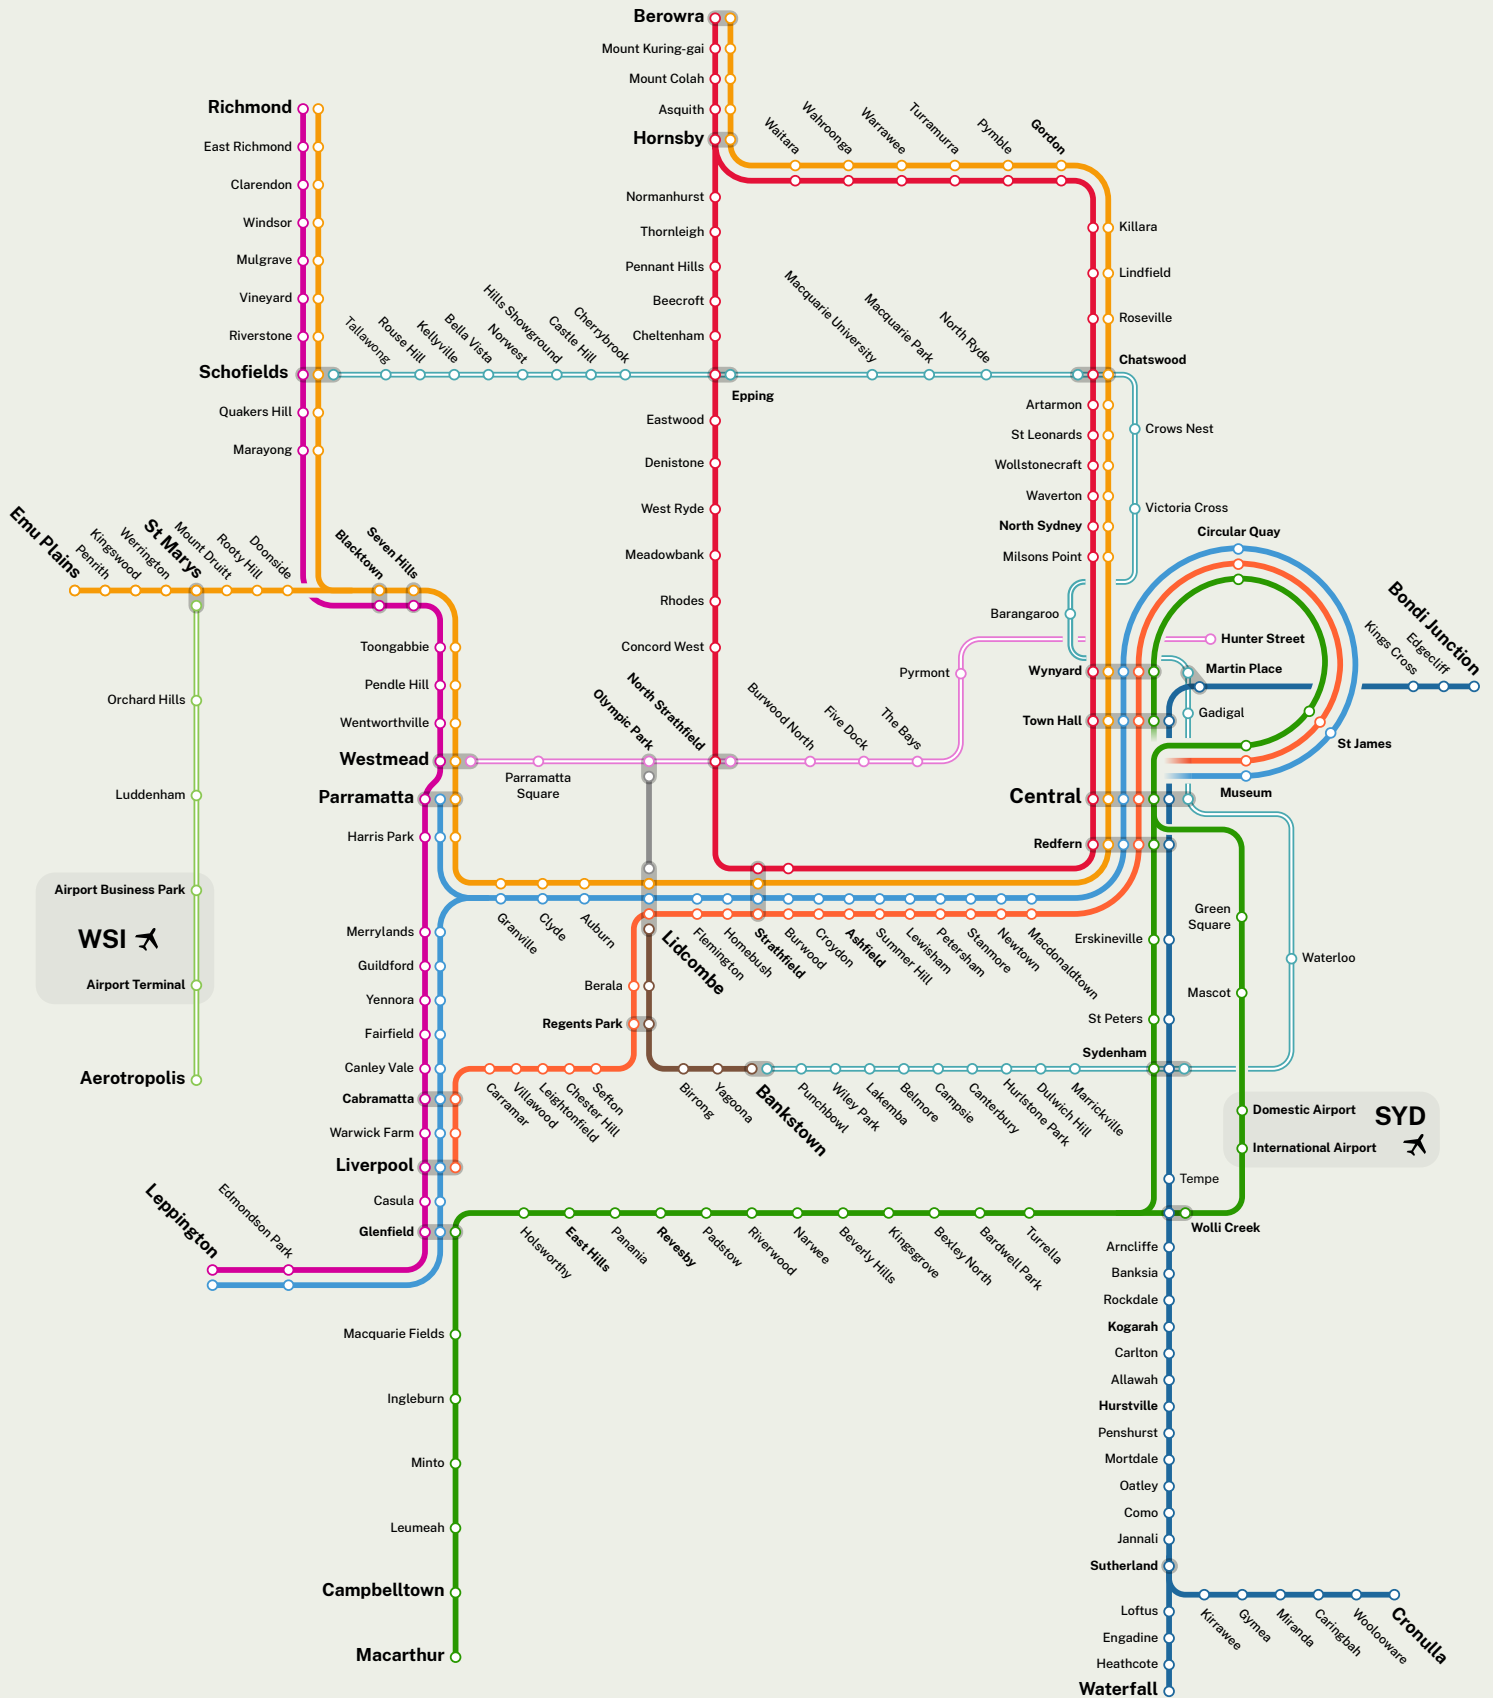 Berowra
Mount Kuring-gai
Mount Colah
Asquith
Hornsby
Waitara
Wahroonga
Warrawee
Turramurra
Pymble
Gordon
Richmond
East Richmond
Clarendon
Windsor
Mulgrave
Vineyard
Riverstone
Schofields
Quakers Hill
Marayong
Normanhurst
Thornleigh
Pennant Hills
Beecroft
Cheltenham
Epping
Killara
Lindfield
Roseville
Chatswood
Tallawong
Rouse Hill
Kellyville
Bella Vista
Norwest
Hills Showground
Castle Hill
Cherrybrook
Macquarie University
Macquarie Park
North Ryde
Eastwood
Denistone
West Ryde
Meadowbank
Rhodes
Concord West
North Strathfield
Artarmon
St Leonards
Wollstonecraft
Waverton
North Sydney
Milsons Point
Crows Nest
Victoria Cross
Barangaroo
Circular Quay
Hunter Street
Martin Place
Gadigal
Wynyard
Town Hall
St James
Museum
Central
Redfern
Kings Cross
Edgecliff
Bondi Junction
Emu Plains
Penrith
Kingswood
Werrington
St Marys
Mount Druitt
Rooty Hill
Doonside
Blacktown
Seven Hills
Orchard Hills
Luddenham
Airport Business Park
WSI
Airport Terminal
Aerotropolis
Toongabbie
Pendle Hill
Wentworthville
Westmead
Parramatta
Square
Olympic Park
Burwood North
Five Dock
The Bays
Pyrmont
Parramatta
Harris Park
Granville
Clyde
Auburn
Lidcombe
Flemington
Homebush
Strathfield
Burwood
Croydon
Ashfield
Summer Hill
Lewisham
Petersham
Stanmore
Newtown
Macdonaldtown
Merrylands
Guildford
Yennora
Fairfield
Canley Vale
Cabramatta
Warwick Farm
Liverpool
Casula
Glenfield
Edmondson Park
Leppington
Berala
Regents Park
Carramar
Villawood
Leightonfield
Chester Hill
Sefton
Birrong
Yagoona
Bankstown
Punchbowl
Wiley Park
Lakemba
Belmore
Campsie
Canterbury
Hurlstone Park
Dulwich Hill
Marrickville
Sydenham
Erskineville
St Peters
Green
Square
Mascot
Waterloo
Domestic Airport
SYD
International Airport
Tempe
Wolli Creek
Holsworthy
East Hills
Panania
Revesby
Padstow
Riverwood
Narwee
Beverly Hills
Kingsgrove
Bexley North
Bardwell Park
Turrella
Macquarie Fields
Ingleburn
Minto
Leumeah
Campbelltown
Macarthur
Arncliffe
Banksia
Rockdale
Kogarah
Carlton
Allawah
Hurstville
Penshurst
Mortdale
Oatley
Como
Jannali
Sutherland
Loftus
Engadine
Heathcote
Waterfall
Kirrawee
Gymea
Miranda
Caringbah
Woolooware
Cronulla